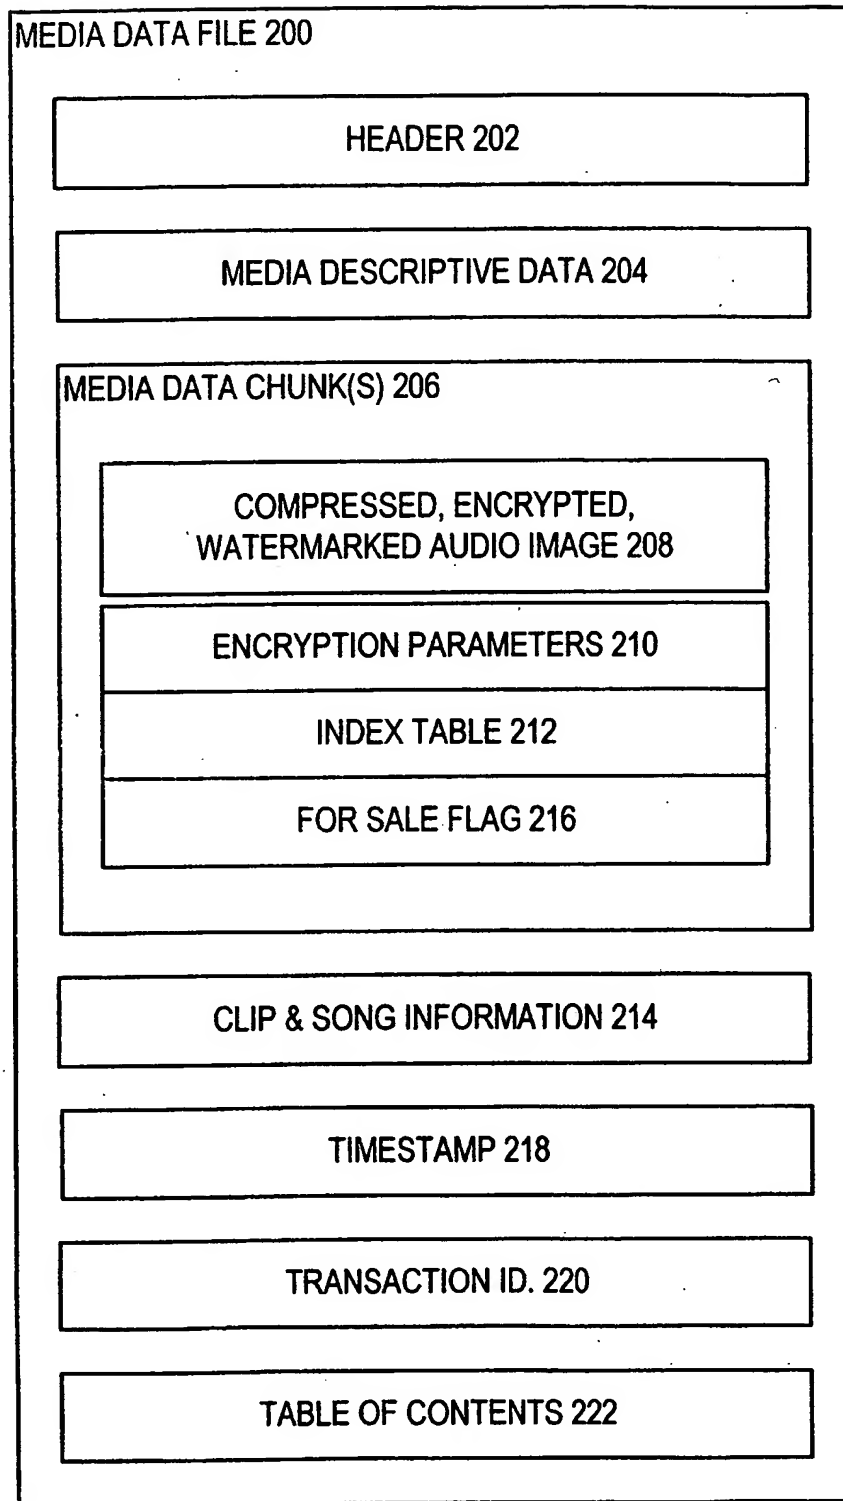 MEDIA DATA FILE 200
HEADER 202
MEDIA DESCRIPTIVE DATA 204
MEDIA DATA CHUNK(S) 206
COMPRESSED, ENCRYPTED,
WATERMARKED AUDIO IMAGE 208
ENCRYPTION PARAMETERS 210
INDEX TABLE 212
FOR SALE FLAG 216
CLIP & SONG INFORMATION 214
TIMESTAMP 218
TRANSACTION ID. 220
TABLE OF CONTENTS 222